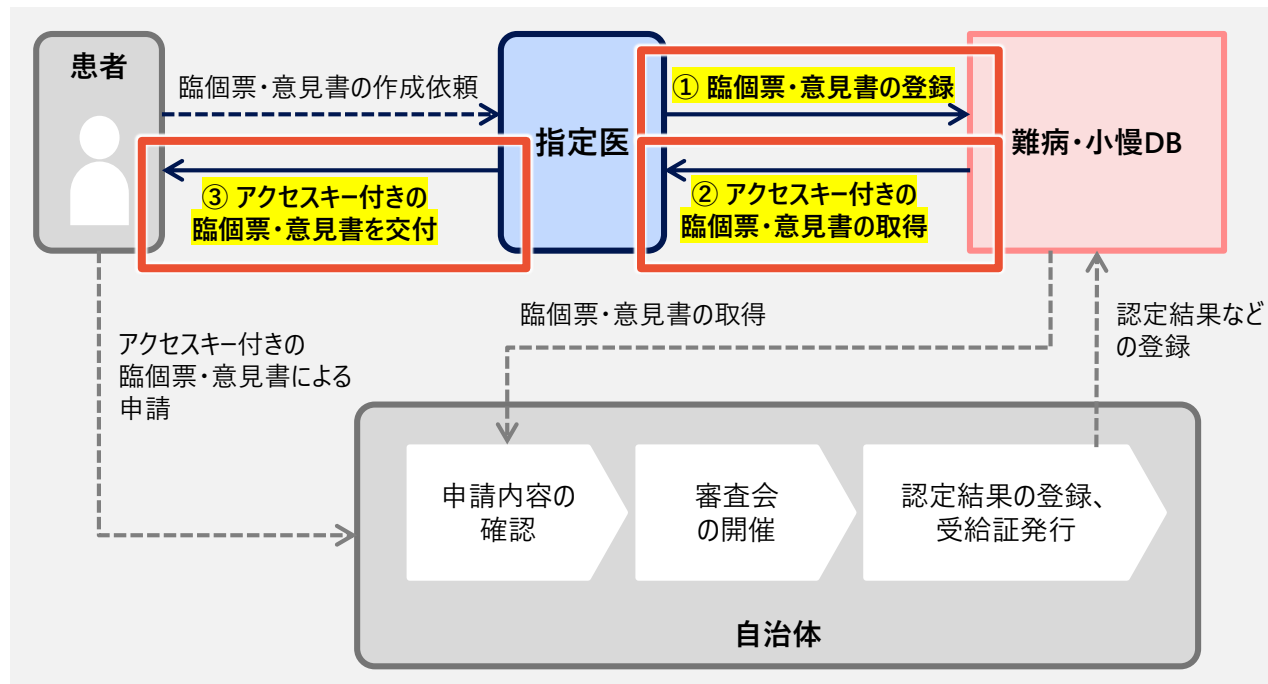 患者
臨個票・意見書の作成依頼
指定医
① 臨個票・意見書の登録
難病・小慢DB
③ アクセスキー付きの
臨個票・意見書を交付
② アクセスキー付きの
臨個票・意見書の取得
臨個票・意見書の取得
認定結果など
の登録
アクセスキー付きの
臨個票・意見書による
申請
申請内容の
確認
審査会
の開催
認定結果の登録、
受給証発行
自治体